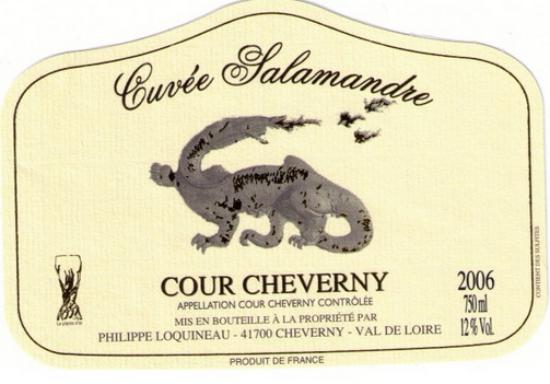 Cuvée Salamandre
COUR CHEVERNY
APPELLATION COUR CHEVERNY CONTRÔLÉE
MIS EN BOUTEILLE À LA PROPRIÉTÉ PAR
PHILIPPE LOQUINEAU - 41700 CHEVERNY - VAL DE LOIRE
2006
750 ml
12 % Vol.
PRODUIT DE FRANCE
CONTIENT DES SULFITES